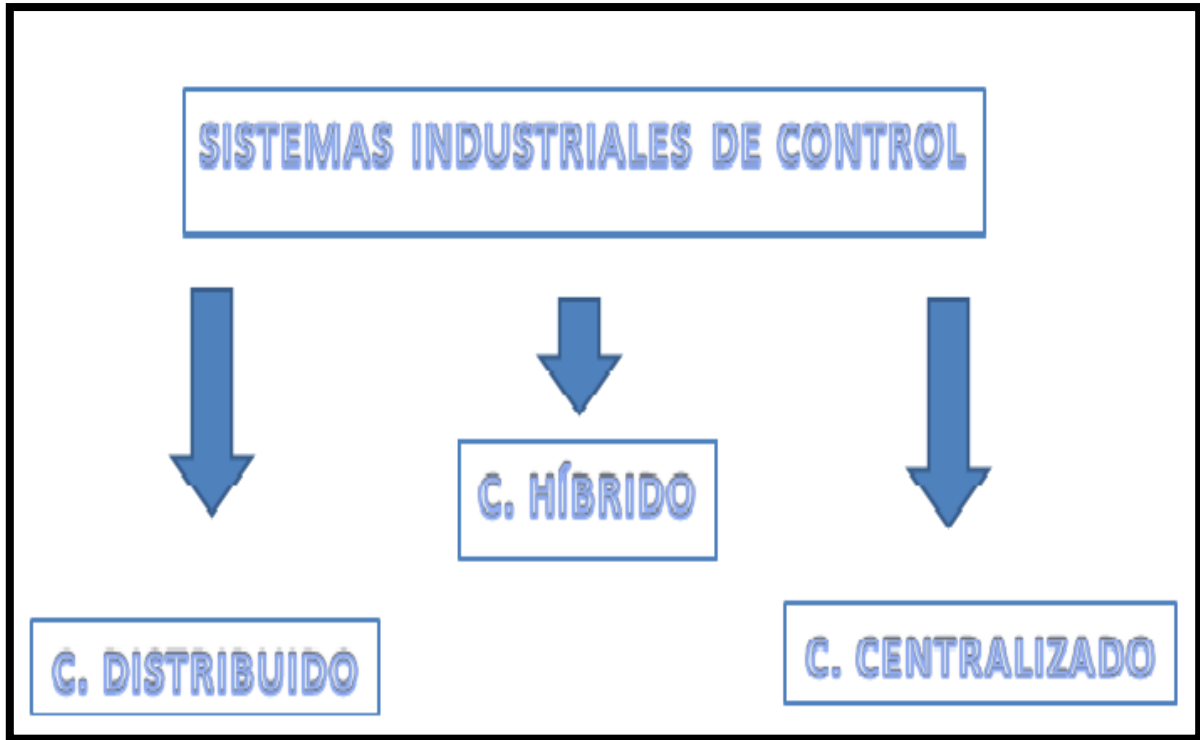 SISTEMAS INDUSTRIALES DE CONTROL
C. HÍBRIDO
C. DISTRIBUIDO
C. CENTRALIZADO